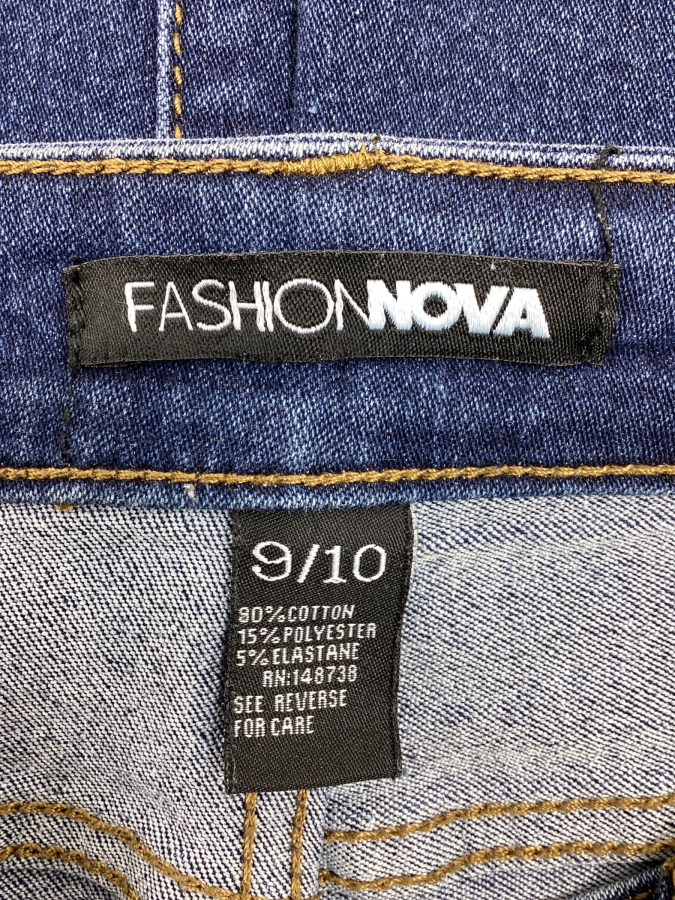 FASHIONNOVA
9/10
80%COTTON
15%POLYESTER
5%ELASTANE
RN:148738
SEE REVERSE
FOR CARE